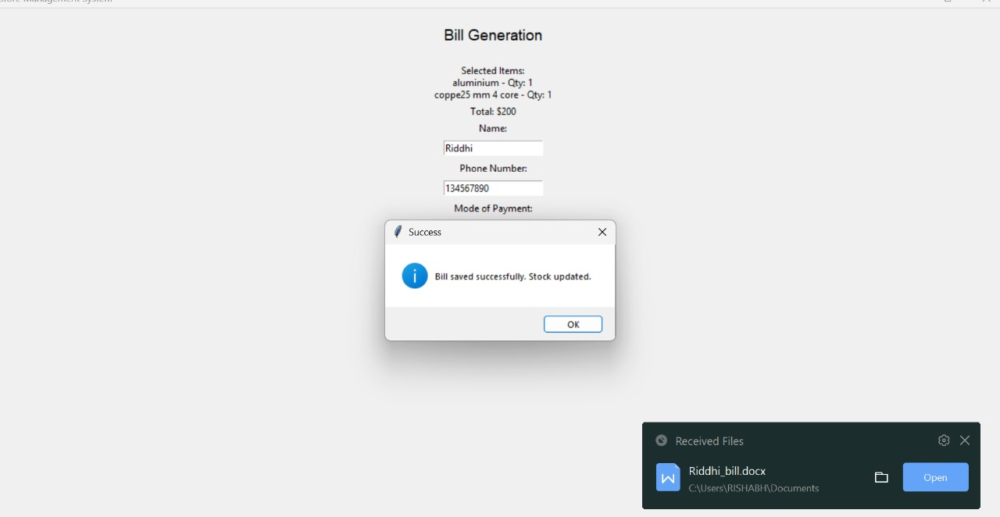 Store Management System
Bill Generation
Selected Items:
aluminium - Qty: 1
coppe25 mm 4 core - Qty: 1
Total: $200
Name:
Riddhi
Phone Number:
134567890
Mode of Payment:
Success
Bill saved successfully. Stock updated.
OK
Received Files
Riddhi_bill.docx
C:\Users\RISHABH\Documents
Open